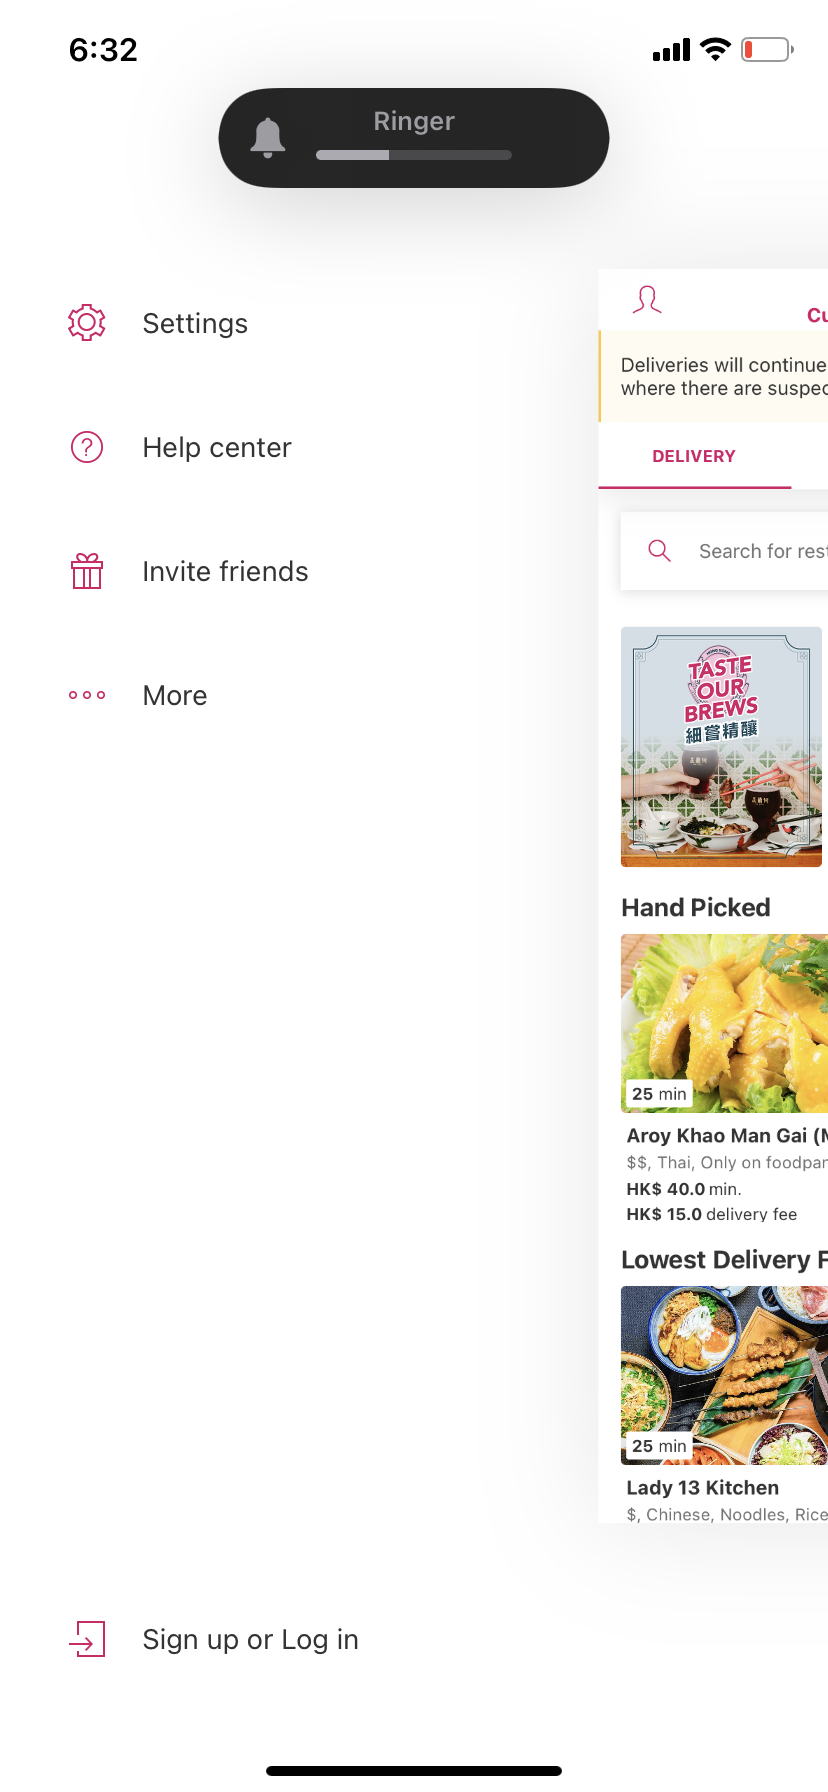 6:32
Ringer
Settings
Help center
Invite friends
More
Cu
Deliveries will continue
where there are suspec
DELIVERY
Search for rest
HONG KONG
TASTE
OUR
BREWS
細嘗精釀
Hand Picked
25 min
Aroy Khao Man Gai (M
$$, Thai, Only on foodpan
HK$ 40.0 min.
HK$ 15.0 delivery fee
Lowest Delivery F
25 min
Lady 13 Kitchen
$, Chinese, Noodles, Rice
Sign up or Log in